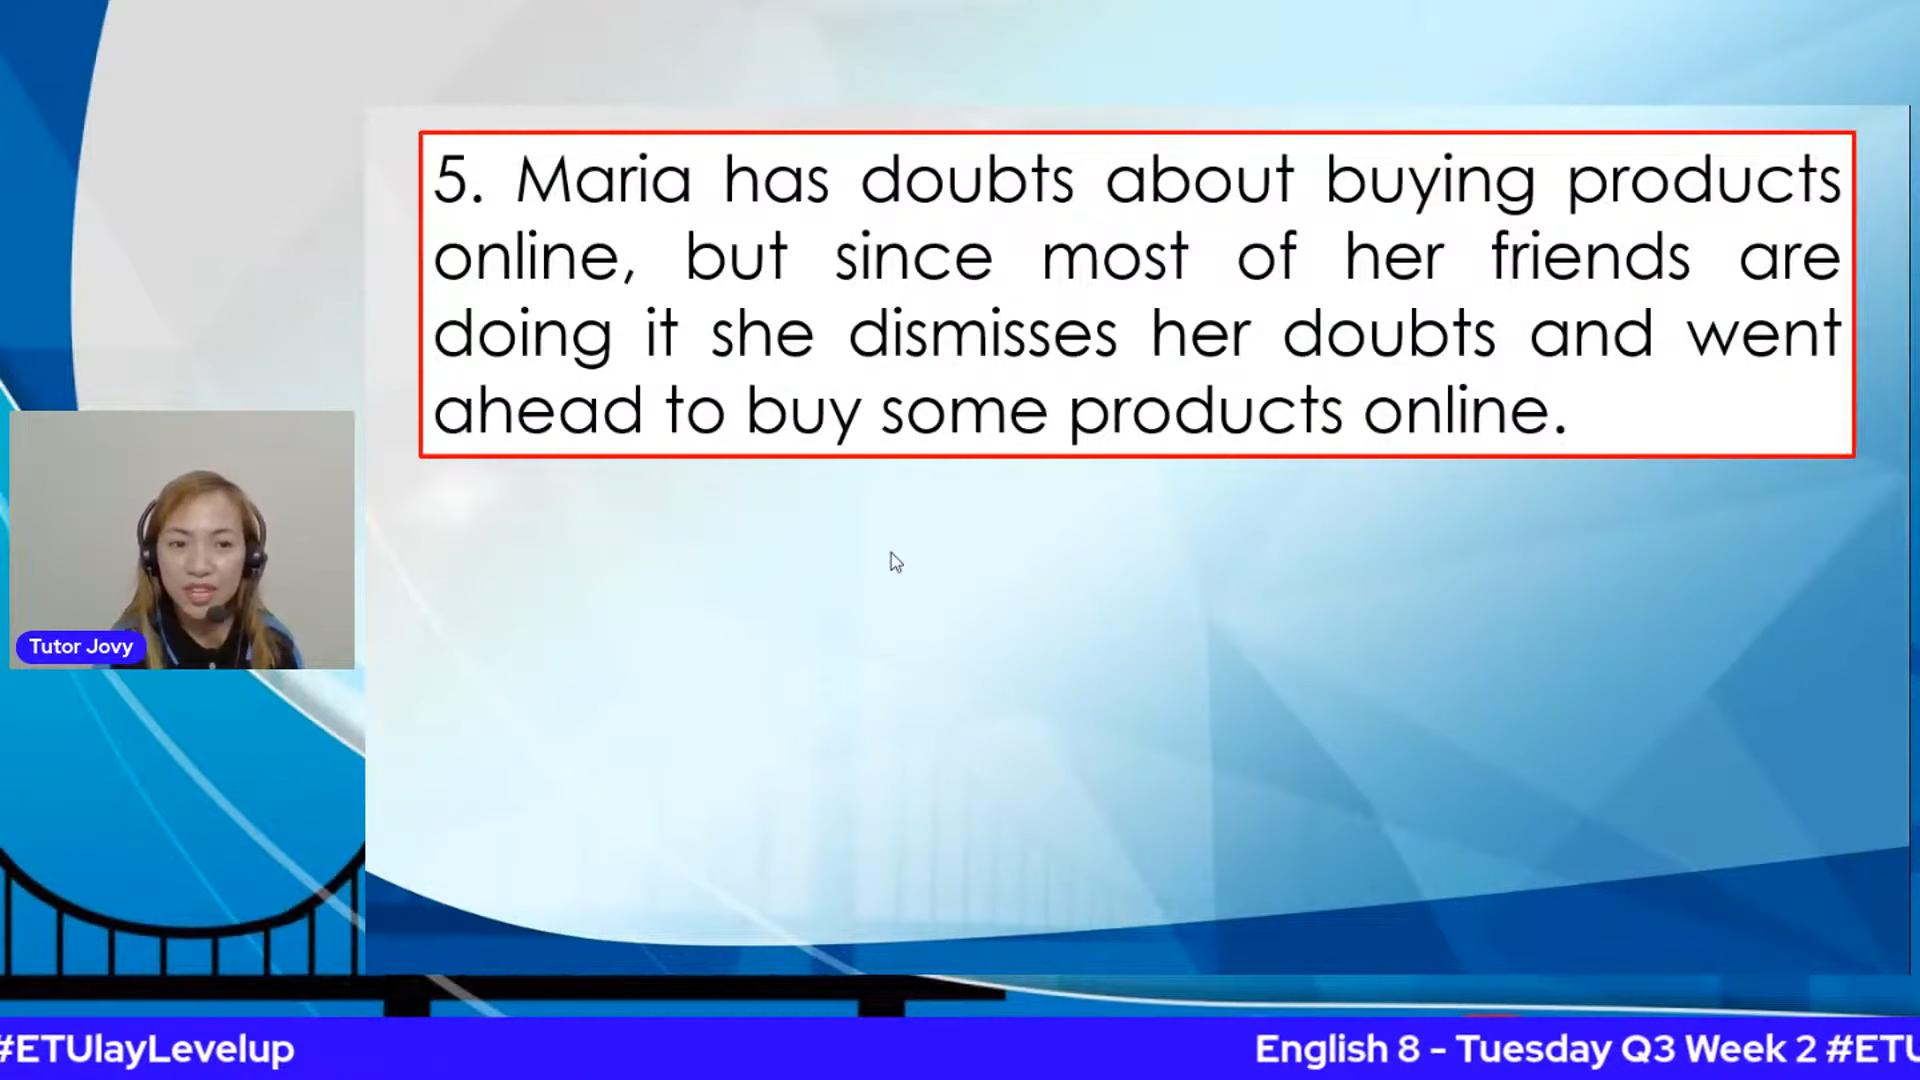 5. Maria has doubts about buying products
online, but since most of her friends are
doing it she dismisses her doubts and went
ahead to buy some products online.
Tutor Jovy
#ETUlayLevelup
English 8 - Tuesday Q3 Week 2 #ETU